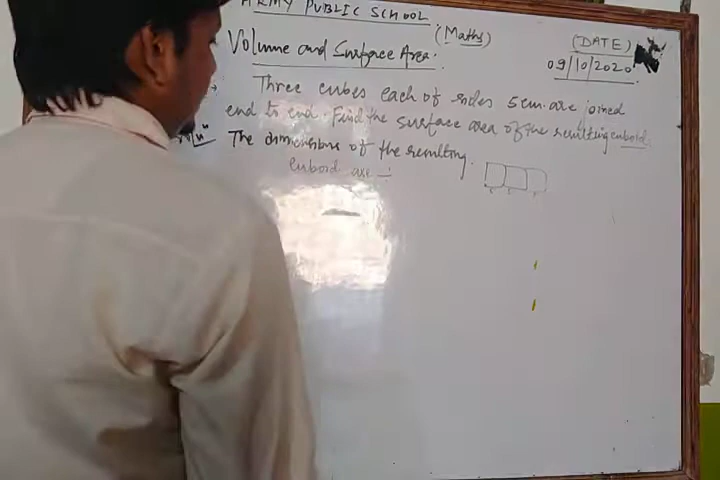 ARMY PUBLIC SCHOOL
(Maths)
(DATE)
09/10/2020
Volume and Surface Area.
Three cubes each of sides 5cm. are joined
end to end. Find the surface area of the resulting cuboid.
The dimensions of the resulting
cuboid are :-